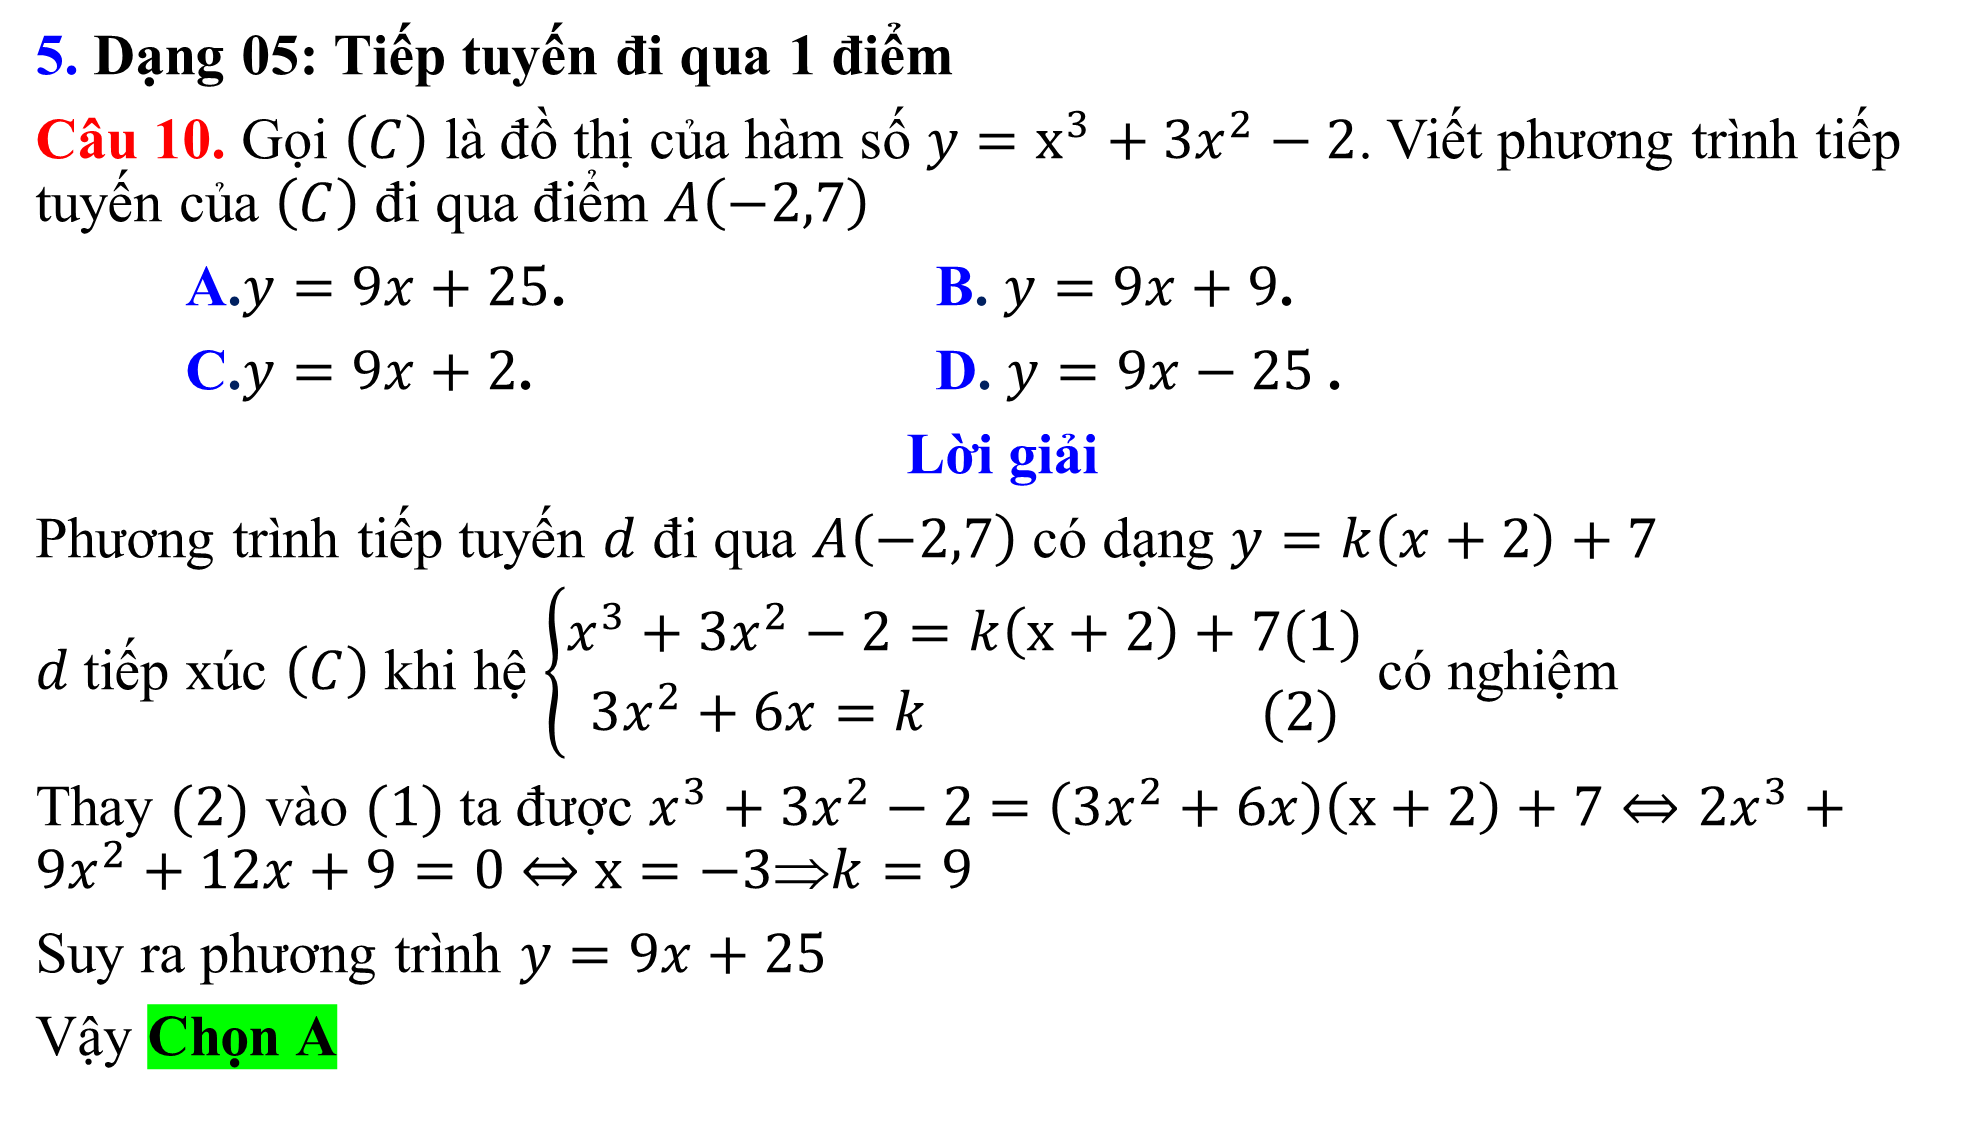 5. Dạng 05: Tiếp tuyến đi qua 1 điểm
Câu 10. Gọi (C) là đồ thị của hàm số y = x³ + 3x² − 2. Viết phương trình tiếp
tuyến của (C) đi qua điểm A(−2,7)
A.y = 9x + 25. B. y = 9x + 9.
C.y = 9x + 2. D. y = 9x − 25 .
Lời giải
Phương trình tiếp tuyến d đi qua A(−2,7) có dạng y = k(x + 2) + 7
d tiếp xúc (C) khi hệ { x³ + 3x² − 2 = k(x + 2) + 7(1)
3x² + 6x = k (2) có nghiệm
Thay (2) vào (1) ta được x³ + 3x² − 2 = (3x² + 6x)(x + 2) + 7 ⇔ 2x³ +
9x² + 12x + 9 = 0 ⇔ x = −3⇒k = 9
Suy ra phương trình y = 9x + 25
Vậy Chọn A